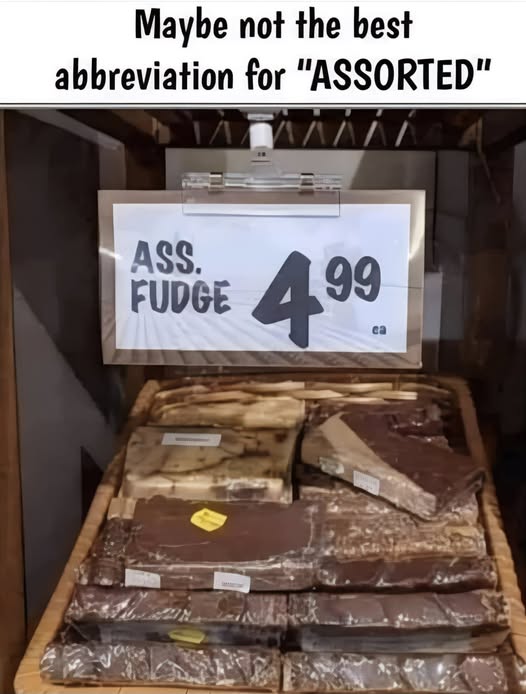 Maybe not the best
abbreviation for "ASSORTED"
ASS.
FUDGE
4 99
ea